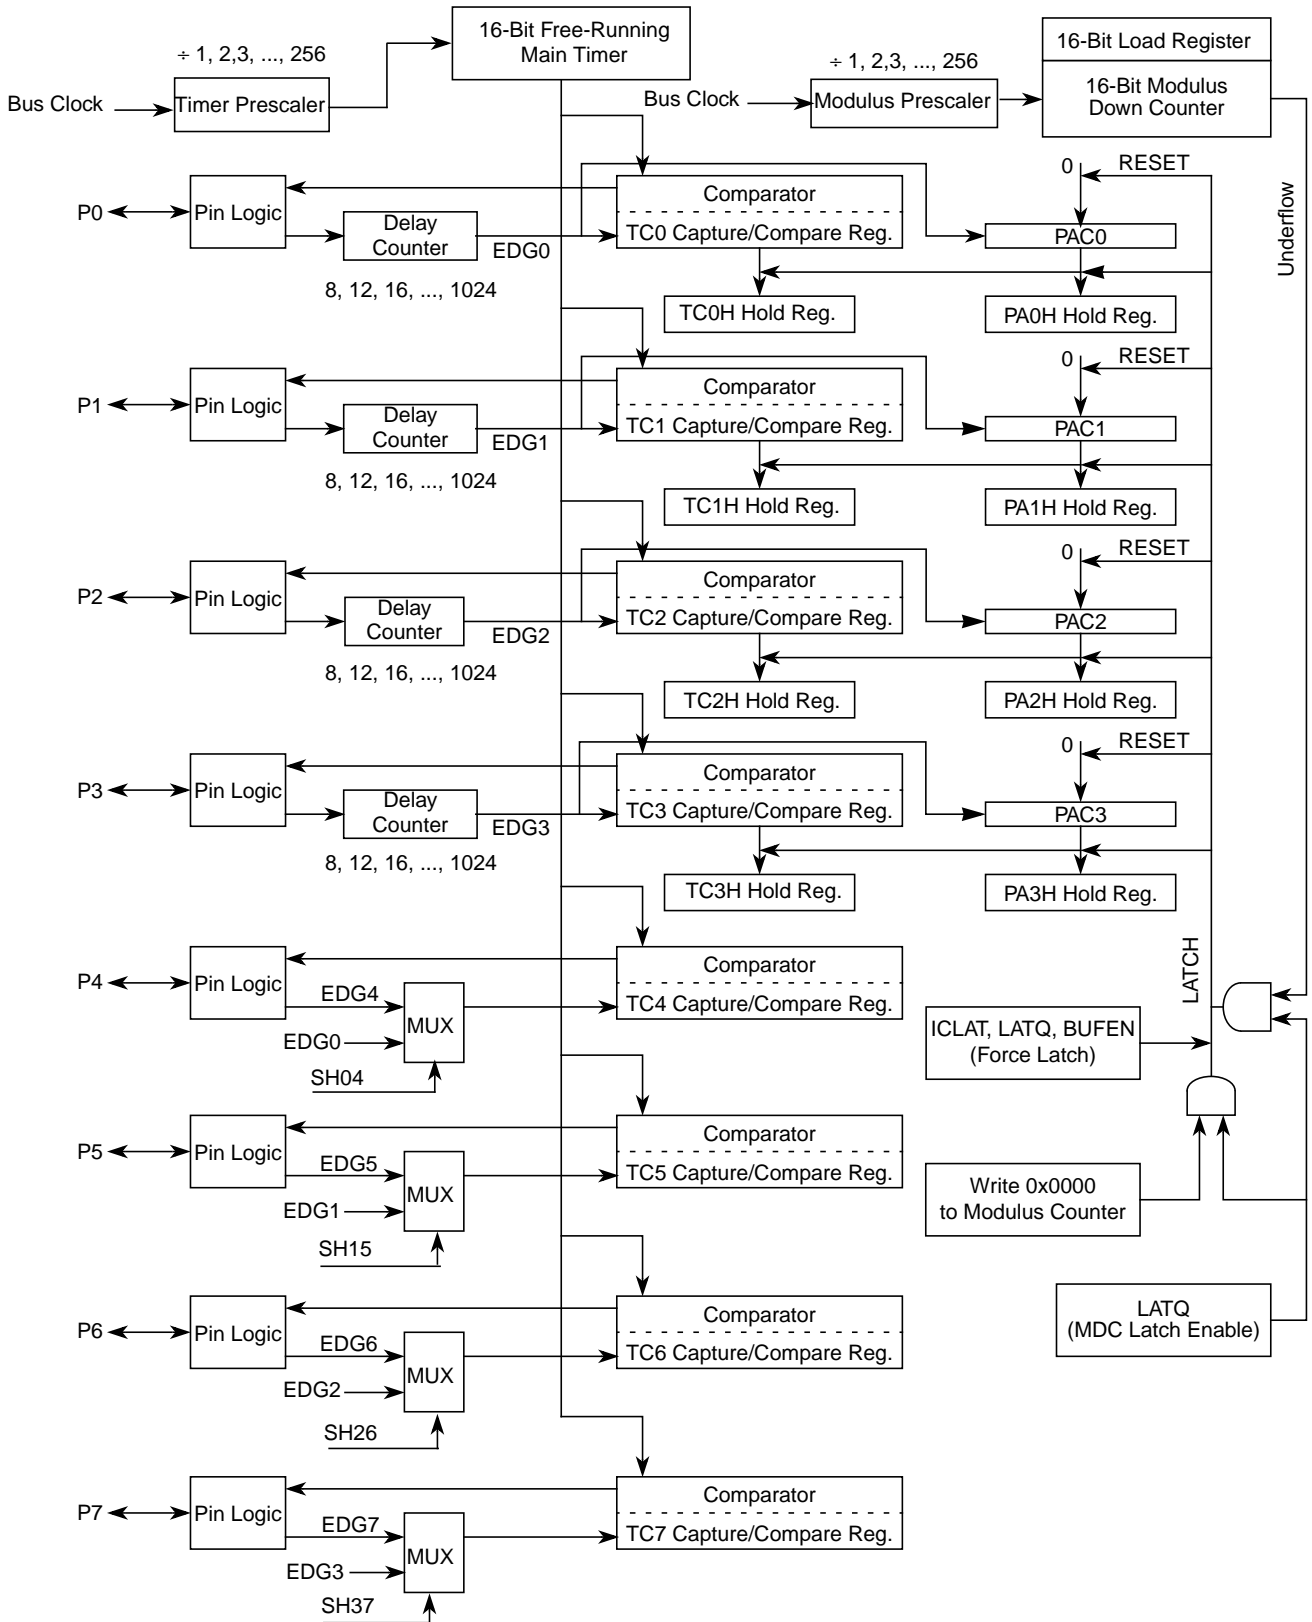 ÷ 1, 2,3, ..., 256
16-Bit Free-Running
Main Timer
Bus Clock
Timer Prescaler
÷ 1, 2,3, ..., 256
16-Bit Load Register
Bus Clock
Modulus Prescaler
16-Bit Modulus
Down Counter
Underflow
P0
Pin Logic
Delay
Counter
EDG0
8, 12, 16, ..., 1024
Comparator
TC0 Capture/Compare Reg.
TC0H Hold Reg.
0
RESET
PAC0
PA0H Hold Reg.
P1
Pin Logic
Delay
Counter
EDG1
8, 12, 16, ..., 1024
Comparator
TC1 Capture/Compare Reg.
TC1H Hold Reg.
0
RESET
PAC1
PA1H Hold Reg.
P2
Pin Logic
Delay
Counter
EDG2
8, 12, 16, ..., 1024
Comparator
TC2 Capture/Compare Reg.
TC2H Hold Reg.
0
RESET
PAC2
PA2H Hold Reg.
P3
Pin Logic
Delay
Counter
EDG3
8, 12, 16, ..., 1024
Comparator
TC3 Capture/Compare Reg.
TC3H Hold Reg.
0
RESET
PAC3
PA3H Hold Reg.
P4
Pin Logic
EDG4
EDG0
MUX
SH04
Comparator
TC4 Capture/Compare Reg.
LATCH
ICLAT, LATQ, BUFEN
(Force Latch)
P5
Pin Logic
EDG5
EDG1
MUX
SH15
Comparator
TC5 Capture/Compare Reg.
Write 0x0000
to Modulus Counter
P6
Pin Logic
EDG6
EDG2
MUX
SH26
Comparator
TC6 Capture/Compare Reg.
LATQ
(MDC Latch Enable)
P7
Pin Logic
EDG7
EDG3
MUX
SH37
Comparator
TC7 Capture/Compare Reg.